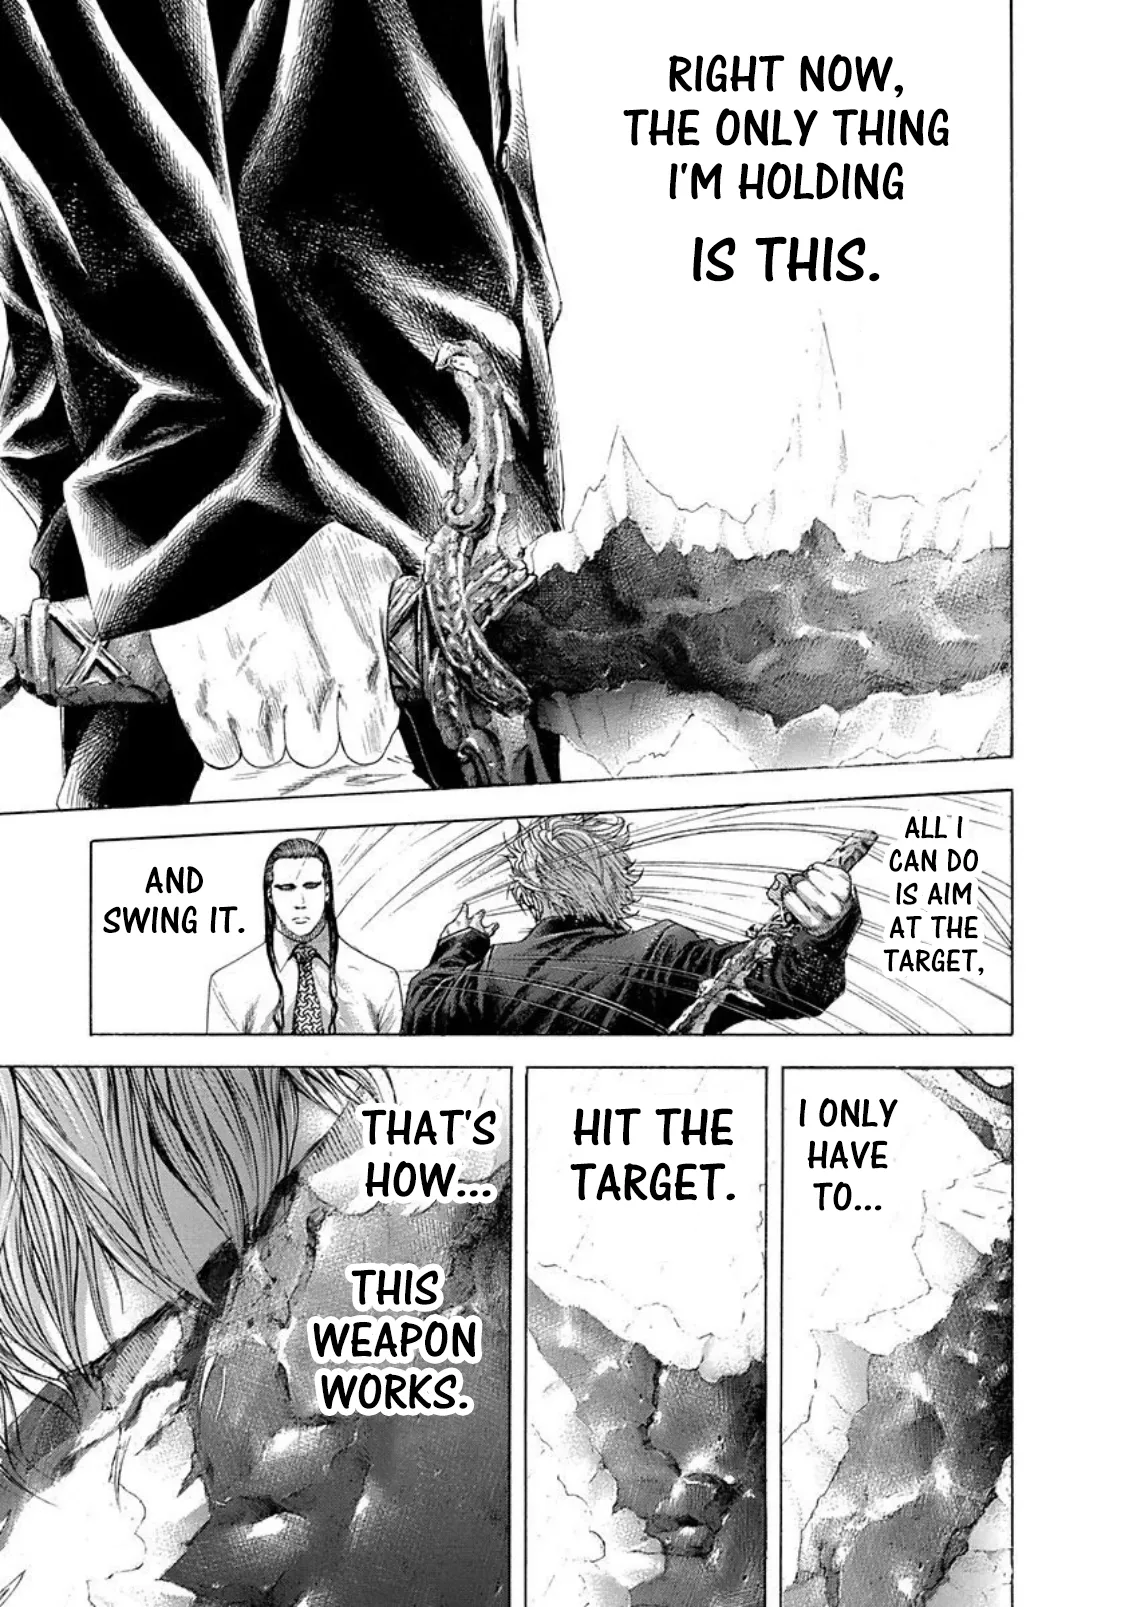 RIGHT NOW,
THE ONLY THING
I'M HOLDING
IS THIS.
ALL I
CAN DO
IS AIM
AT THE
TARGET,
AND
SWING IT.
I ONLY
HAVE
TO...
HIT THE
TARGET.
THAT'S
HOW...
THIS
WEAPON
WORKS.